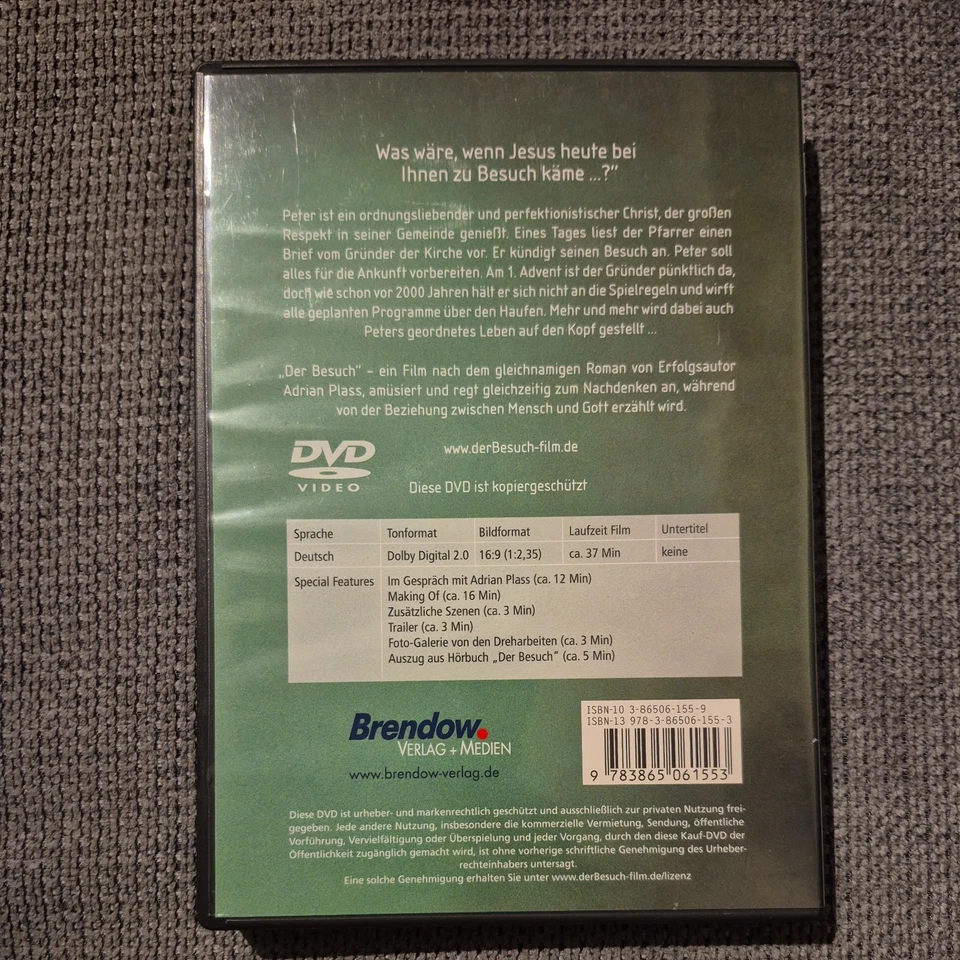 Was wäre, wenn Jesus heute bei
Ihnen zu Besuch käme ...?“
Peter ist ein ordnungsliebender und perfektionistischer Christ, der großen
Respekt in seiner Gemeinde genießt. Eines Tages liest der Pfarrer einen
Brief vom Gründer der Kirche vor. Er kündigt seinen Besuch an. Peter soll
alles für die Ankunft vorbereiten. Am 1. Advent ist der Gründer pünktlich da,
doch wie schon vor 2000 Jahren hält er sich nicht an die Spielregeln und wirft
alle geplanten Programme über den Haufen. Mehr und mehr wird dabei auch
Peters geordnetes Leben auf den Kopf gestellt ...
„Der Besuch“ – ein Film nach dem gleichnamigen Roman von Erfolgsautor
Adrian Plass, amüsiert und regt gleichzeitig zum Nachdenken an, während
von der Beziehung zwischen Mensch und Gott erzählt wird.
DVD
VIDEO
www.derBesuch-film.de
Diese DVD ist kopiergeschützt
Sprache Tonformat Bildformat Laufzeit Film Untertitel
Deutsch Dolby Digital 2.0 16:9 (1:2,35) ca. 37 Min keine
Special Features Im Gespräch mit Adrian Plass (ca. 12 Min)
Making Of (ca. 16 Min)
Zusätzliche Szenen (ca. 3 Min)
Trailer (ca. 3 Min)
Foto-Galerie von den Dreharbeiten (ca. 3 Min)
Auszug aus Hörbuch „Der Besuch“ (ca. 5 Min)
Brendow.
VERLAG + MEDIEN
www.brendow-verlag.de
ISBN-10 3-86506-155-9
ISBN-13 978-3-86506-155-3
9 783865 061553
Diese DVD ist urheber- und markenrechtlich geschützt und ausschließlich zur privaten Nutzung frei-
gegeben. Jede andere Nutzung, insbesondere die kommerzielle Vermietung, Sendung, öffentliche
Vorführung, Vervielfältigung oder Überspielung und jeder Vorgang, durch den diese Kauf-DVD der
Öffentlichkeit zugänglich gemacht wird, ist ohne vorherige schriftliche Genehmigung des Urheber-
rechteinhabers untersagt.
Eine solche Genehmigung erhalten Sie unter www.derBesuch-film.de/lizenz